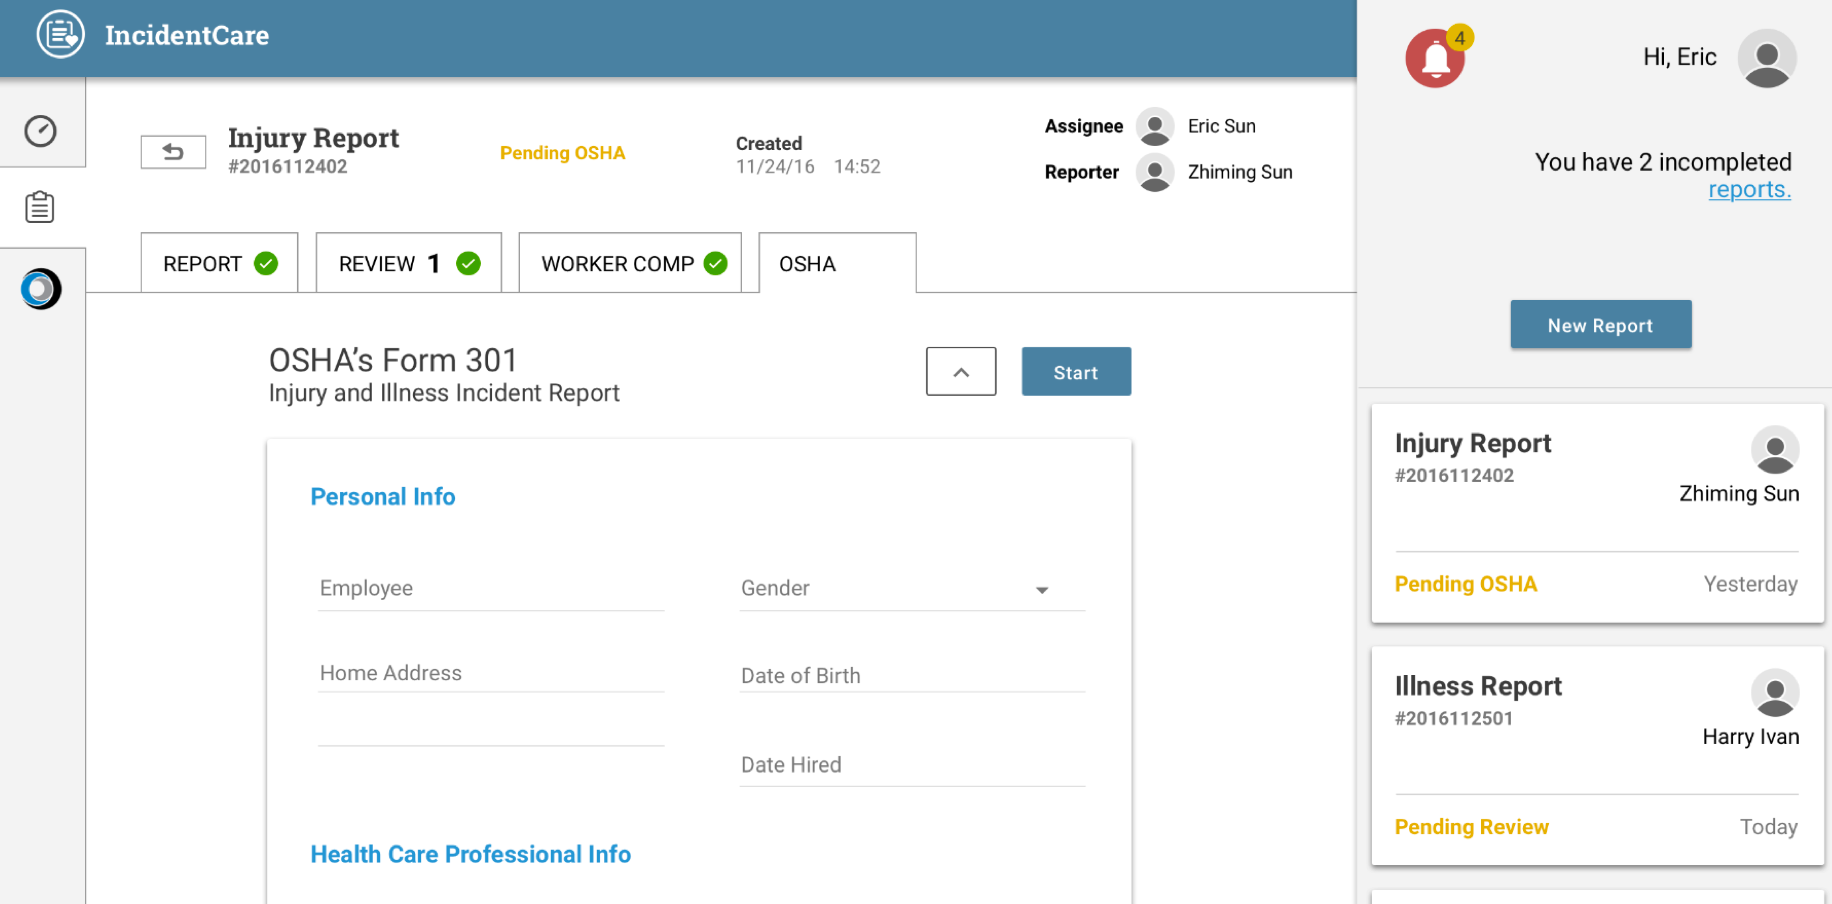 IncidentCare
4
Hi, Eric
You have 2 incompleted
reports.
New Report
Injury Report
#2016112402
Pending OSHA
Created
11/24/16 14:52
Assignee Eric Sun
Reporter Zhiming Sun
REPORT
REVIEW 1
WORKER COMP
OSHA
OSHA’s Form 301
Injury and Illness Incident Report
Start
Personal Info
Employee
Gender
Home Address
Date of Birth
Date Hired
Health Care Professional Info
Injury Report
#2016112402
Zhiming Sun
Pending OSHA
Yesterday
Illness Report
#2016112501
Harry Ivan
Pending Review
Today